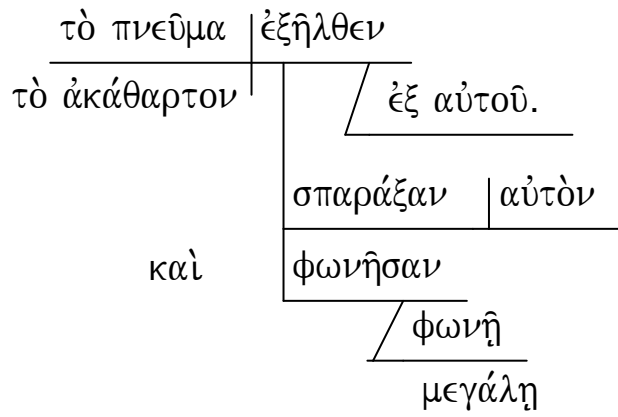 τὸ πνεῦμα ἐξῆλθεν
τὸ ἀκάθαρτον
ἐξ αὐτοῦ.
σπαράξαν αὐτὸν
καὶ φωνῆσαν
φωνῇ
μεγάλῃ